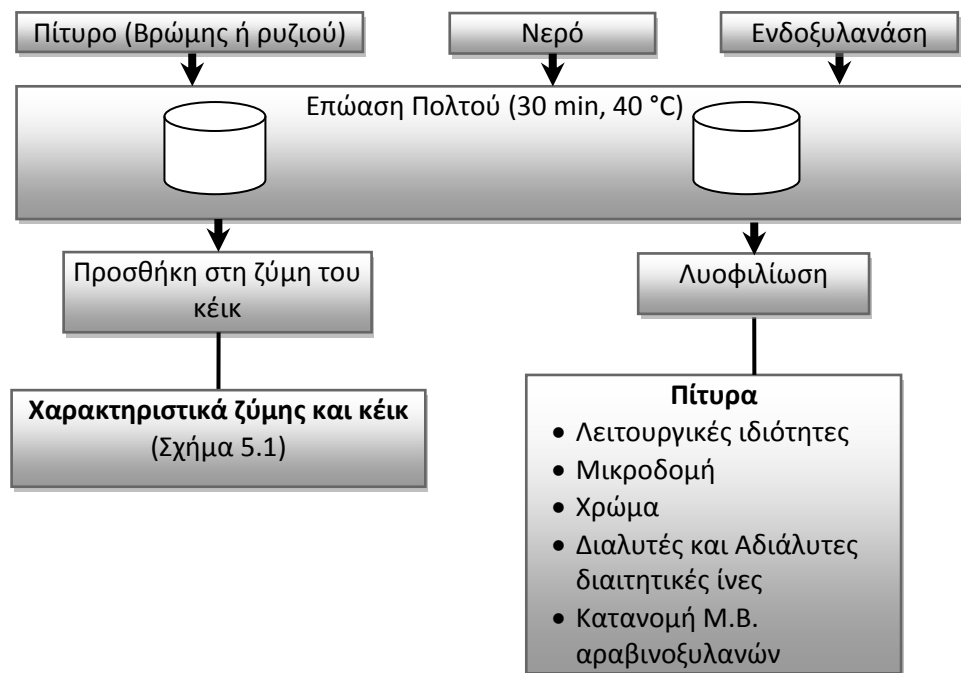 Πίτυρο (Βρώμης ή ρυζιού)
Νερό
Ενδοξυλανάση
Επώαση Πολτού (30 min, 40 °C)
Προσθήκη στη ζύμη του
κέικ
Λυοφιλίωση
Χαρακτηριστικά ζύμης και κέικ
(Σχήμα 5.1)
Πίτυρα
• Λειτουργικές ιδιότητες
• Μικροδομή
• Χρώμα
• Διαλυτές και Αδιάλυτες
διαιτητικές ίνες
• Κατανομή Μ.Β.
αραβινοξυλανών